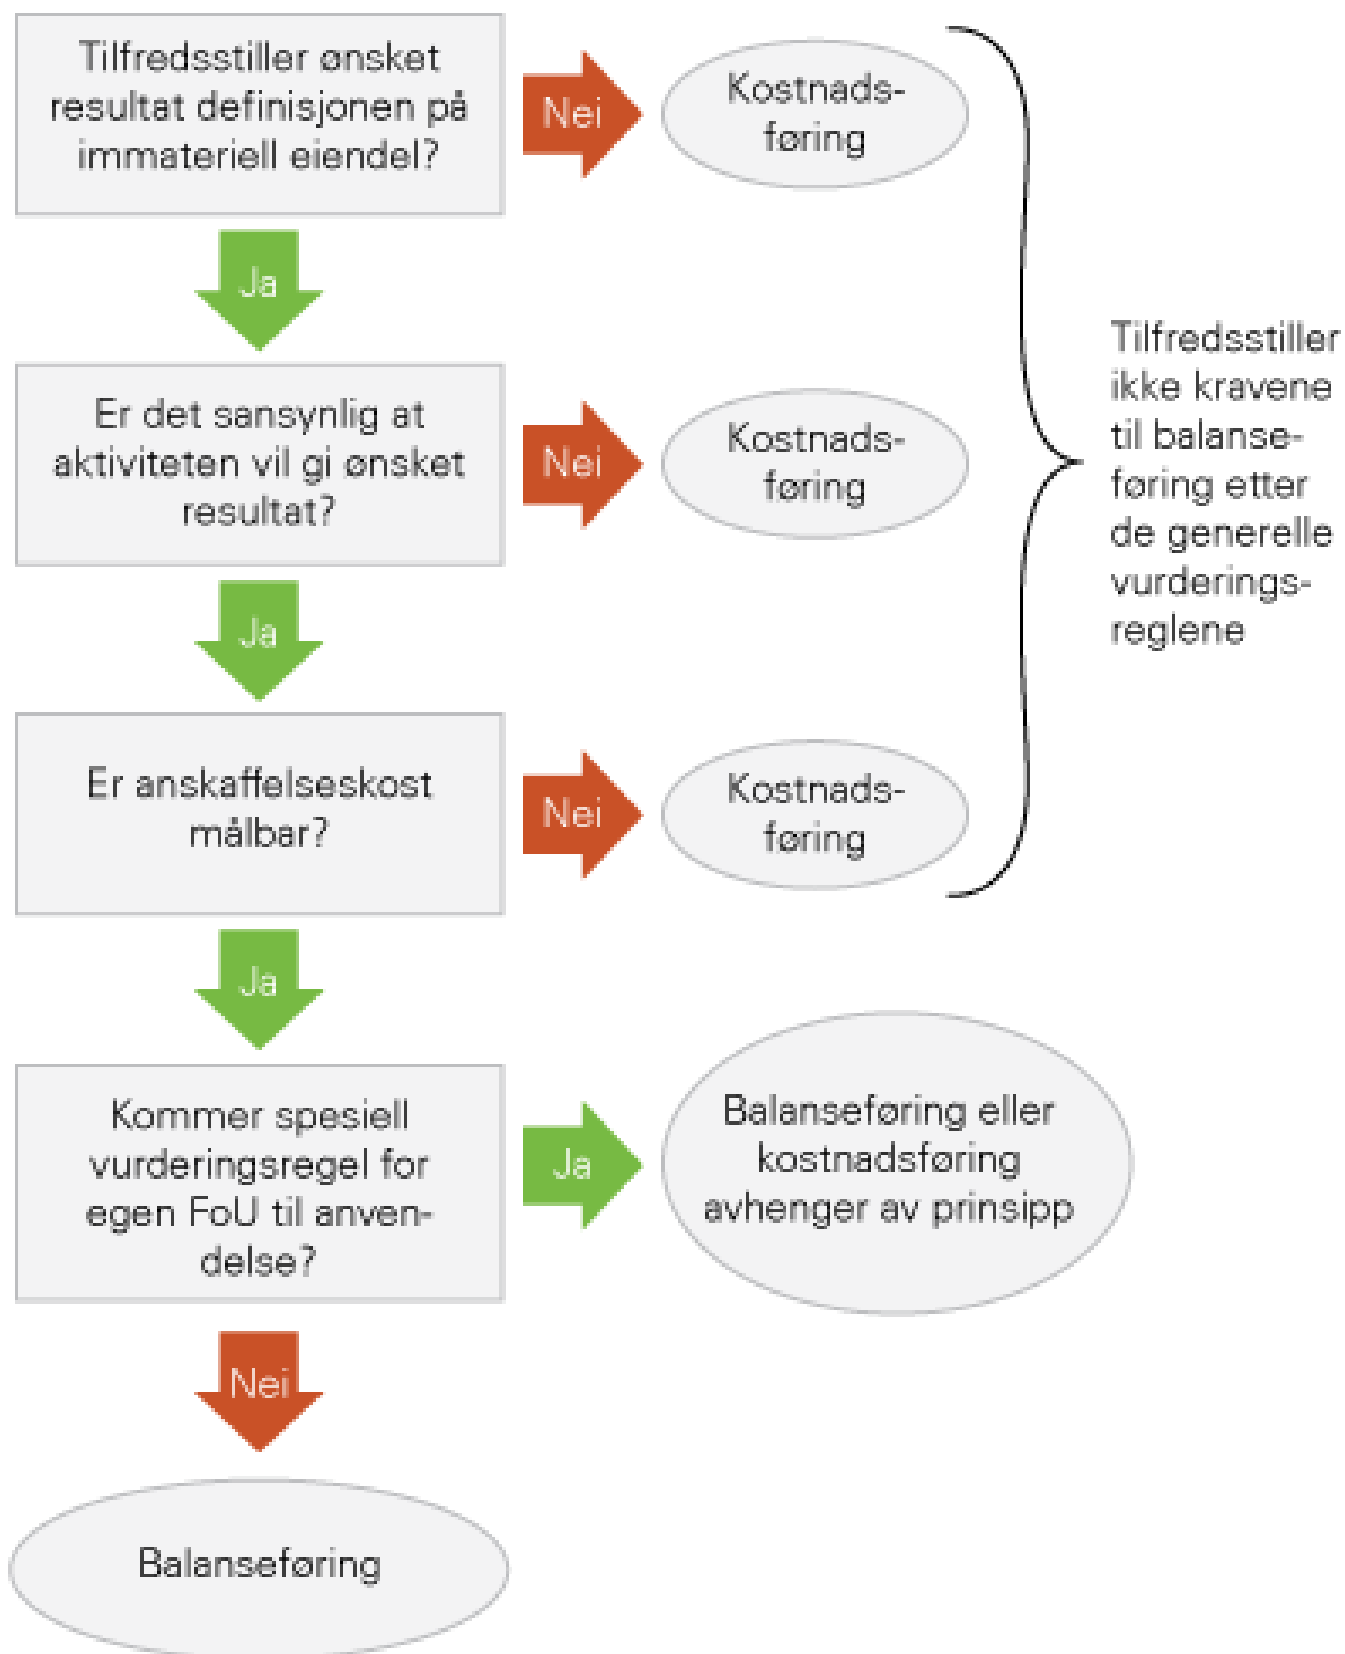 Tilfredsstiller ønsket
resultat definisjonen på
immateriell eiendel?
Nei
Kostnads-
føring
Ja
Er det sansynlig at
aktiviteten vil gi ønsket
resultat?
Nei
Kostnads-
føring
Tilfredsstiller
ikke kravene
til balanse-
føring etter
de generelle
vurderings-
reglene
Ja
Er anskaffelseskost
målbar?
Nei
Kostnads-
føring
Ja
Kommer spesiell
vurderingsregel for
egen FoU til anven-
delse?
Ja
Balanseføring eller
kostnadsføring
avhenger av prinsipp
Nei
Balanseføring